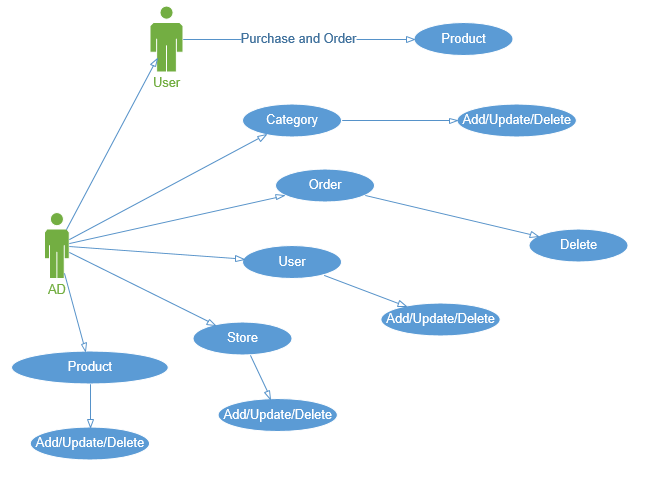 Purchase and Order
Product
User
Category
Add/Update/Delete
Order
Delete
AD
User
Add/Update/Delete
Store
Product
Add/Update/Delete
Add/Update/Delete